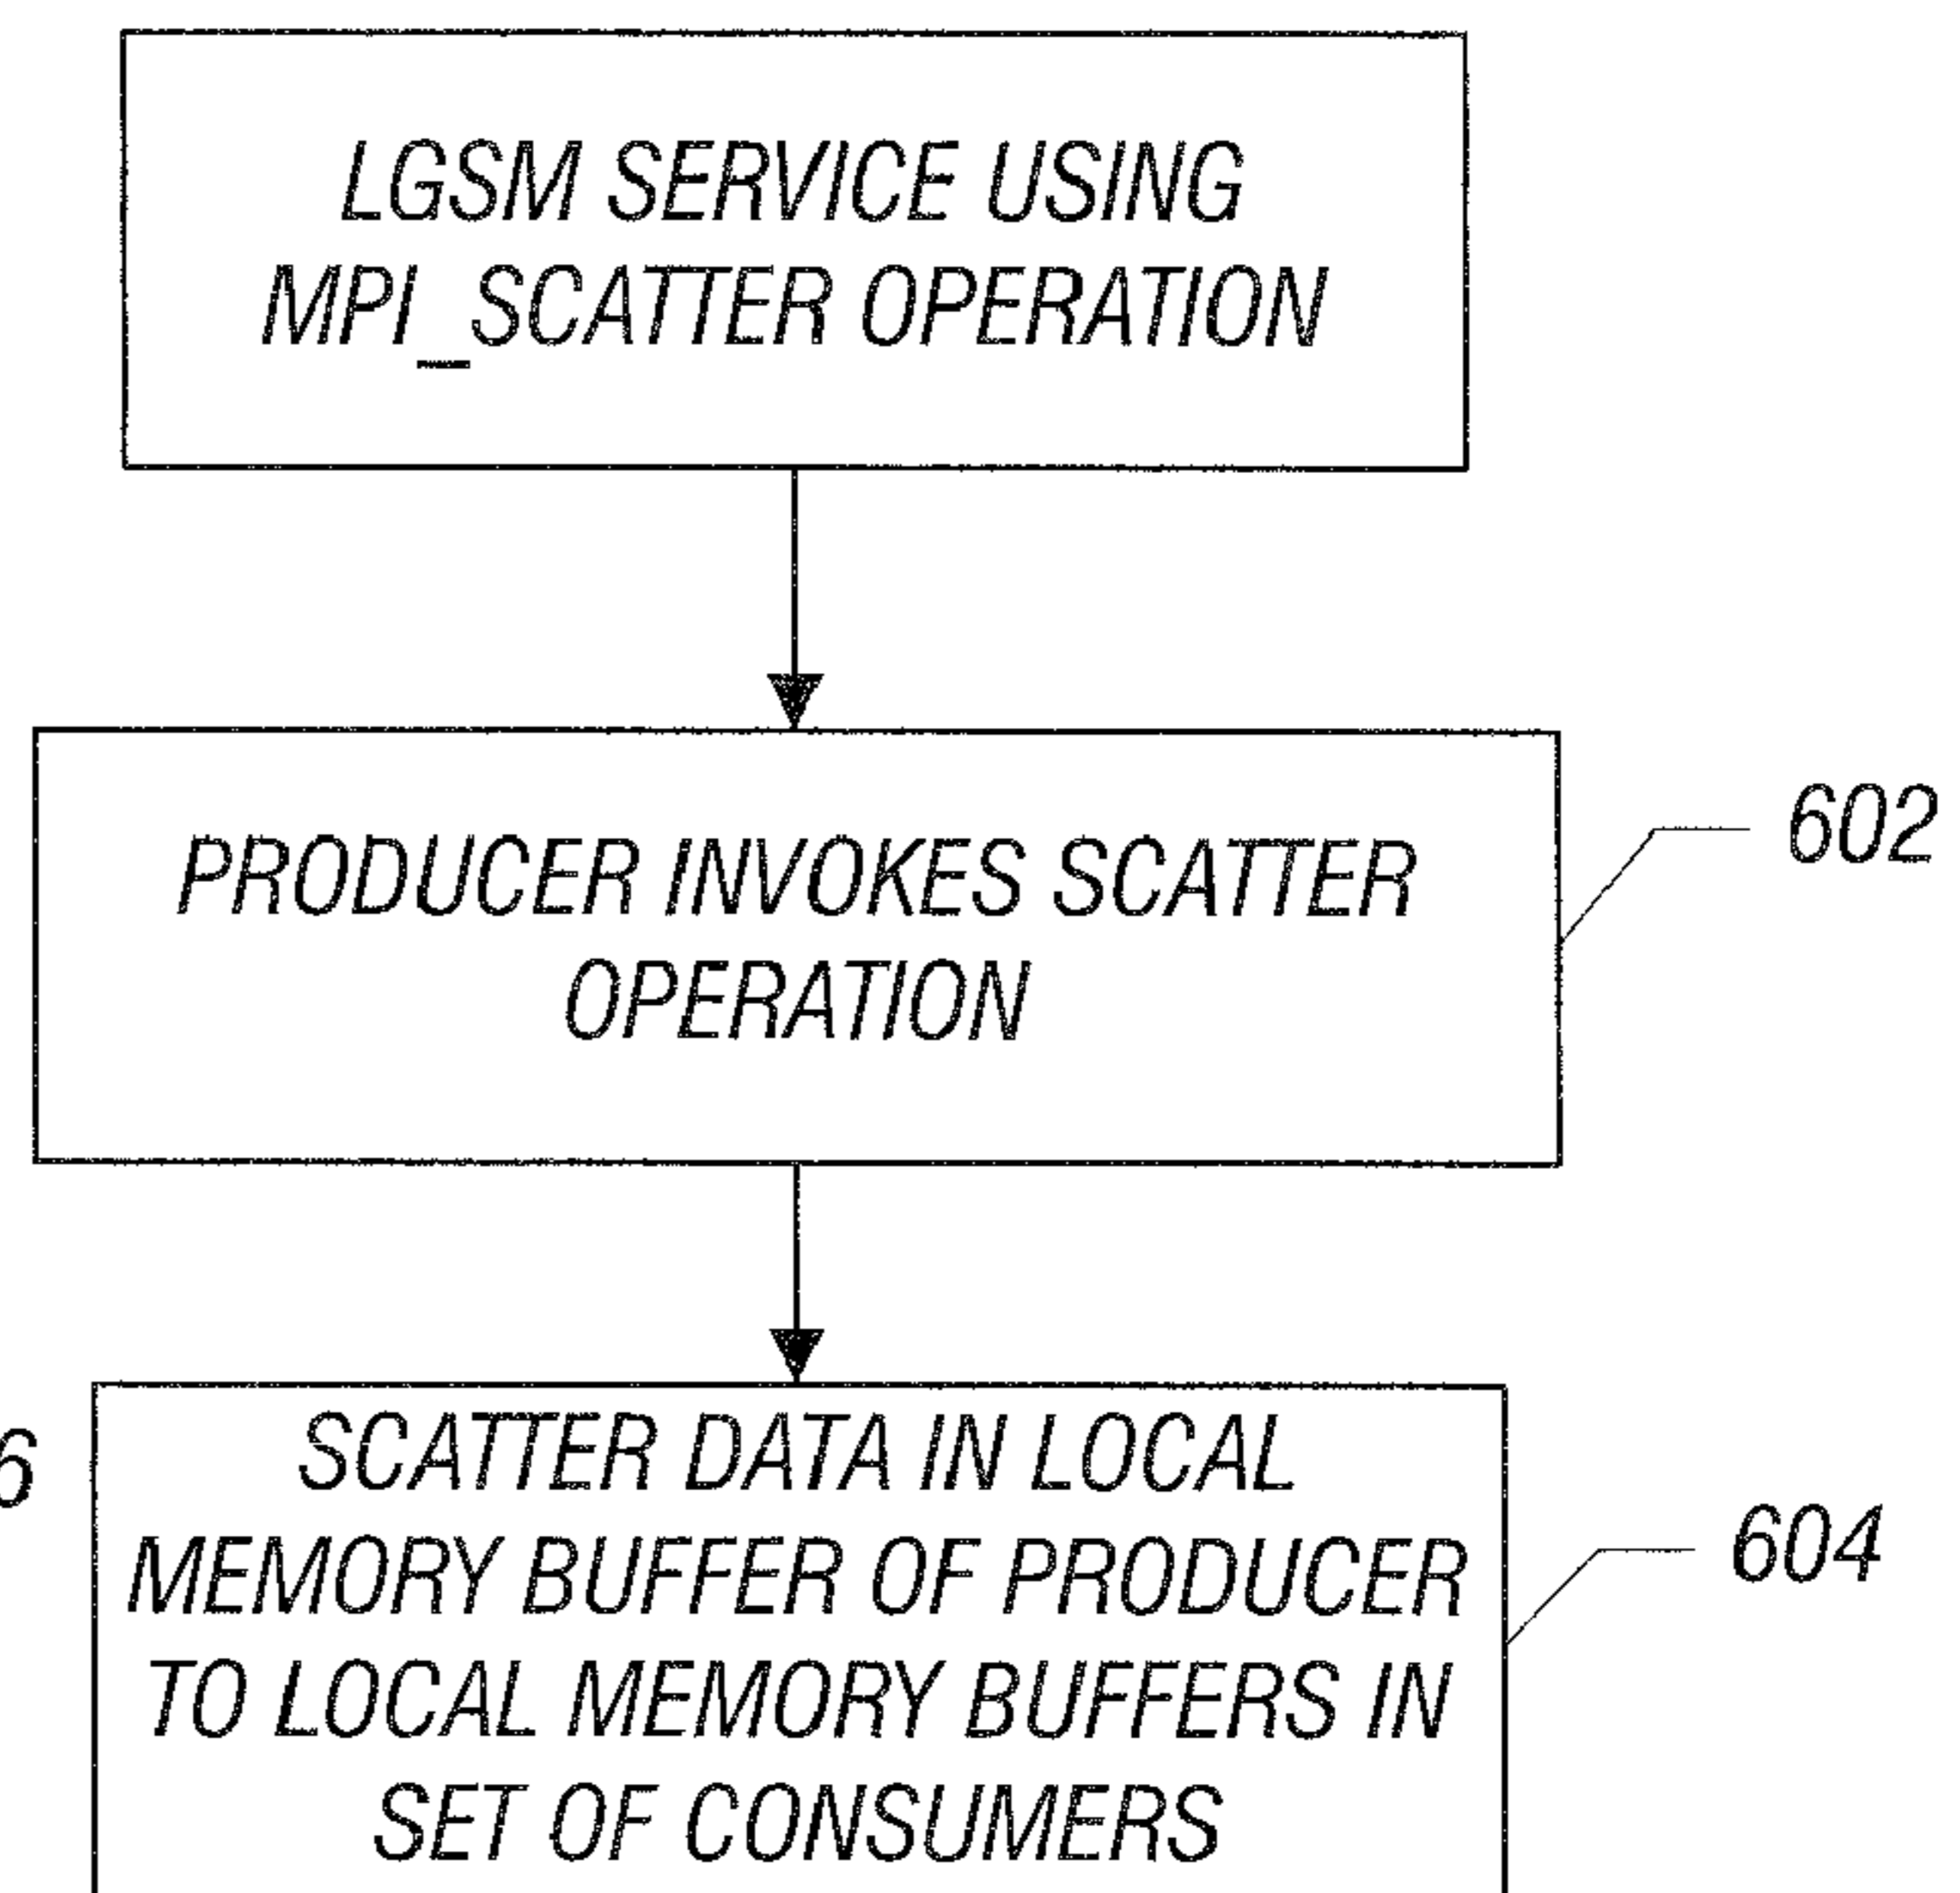 LGSM SERVICE USING
MPI_SCATTER OPERATION
PRODUCER INVOKES SCATTER
OPERATION
602
SCATTER DATA IN LOCAL
MEMORY BUFFER OF PRODUCER
TO LOCAL MEMORY BUFFERS IN
SET OF CONSUMERS
604
6